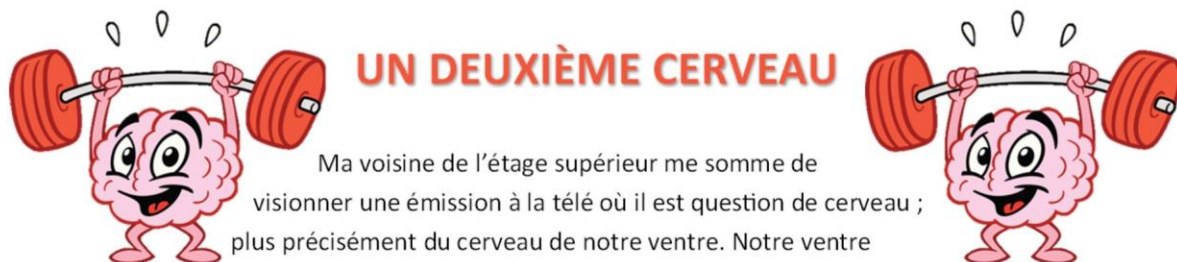 UN DEUXIÈME CERVEAU
Ma voisine de l’étage supérieur me somme de
visionner une émission à la télé où il est question de cerveau ;
plus précisément du cerveau de notre ventre. Notre ventre